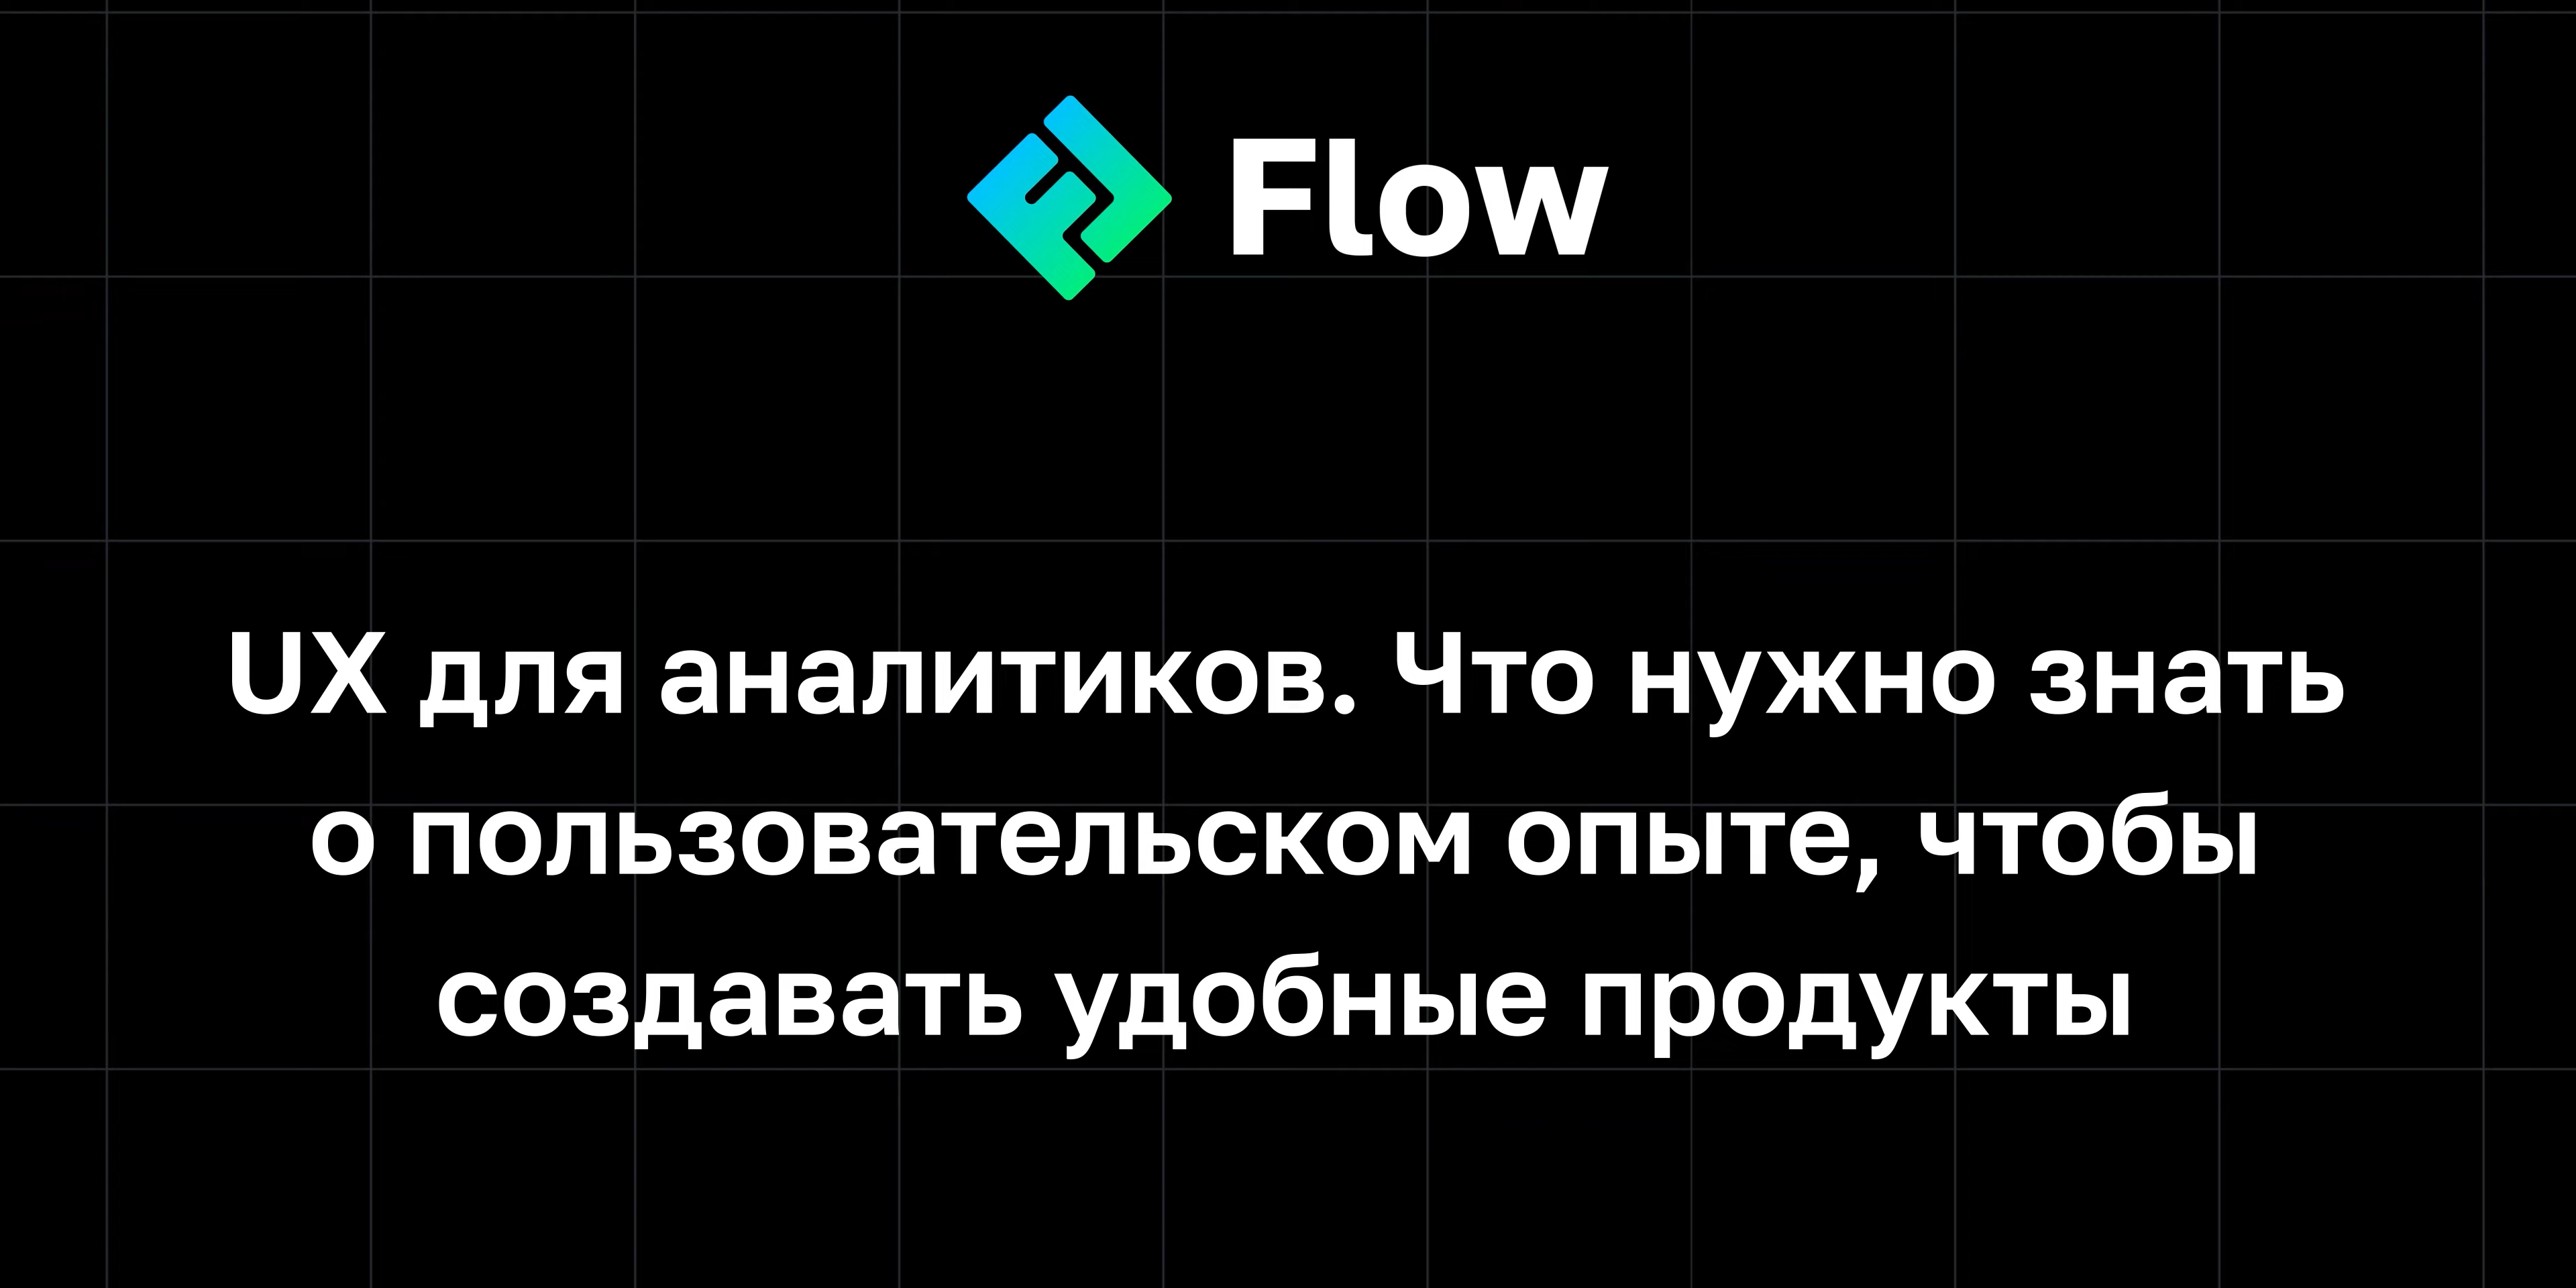 Flow
UX для аналитиков. Что нужно знать
о пользовательском опыте, чтобы
создавать удобные продукты